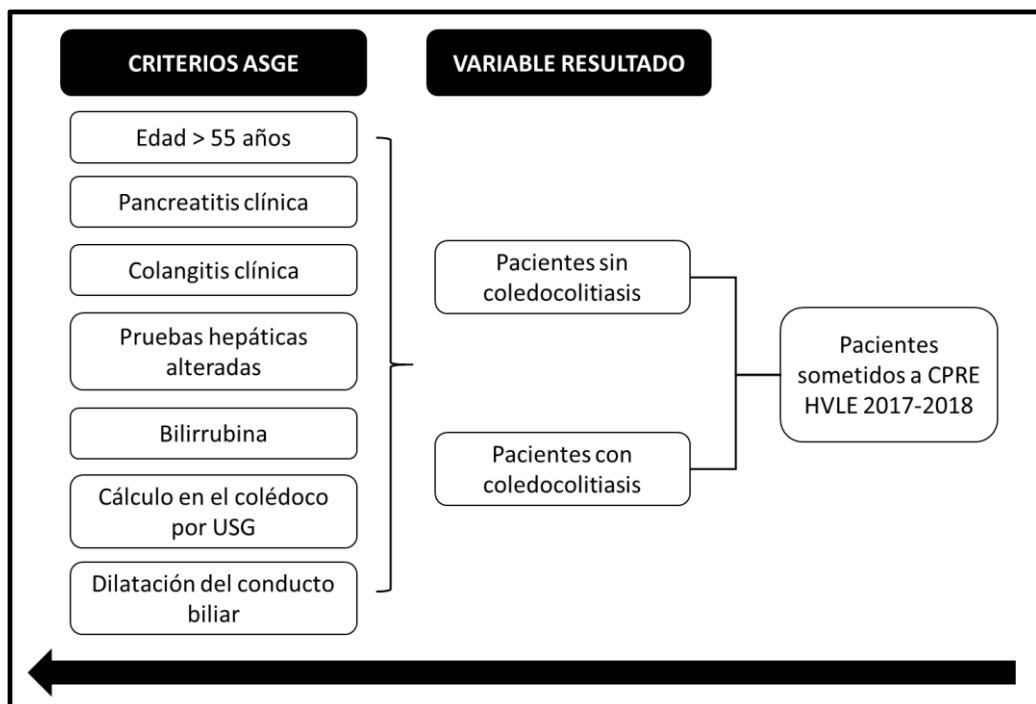 CRITERIOS ASGE
Edad > 55 años
Pancreatitis clínica
Colangitis clínica
Pruebas hepáticas
alteradas
Bilirrubina
Cálculo en el colédoco
por USG
Dilatación del conducto
biliar
VARIABLE RESULTADO
Pacientes sin
coledocolitiasis
Pacientes con
coledocolitiasis
Pacientes
sometidos a CPRE
HVLE 2017-2018